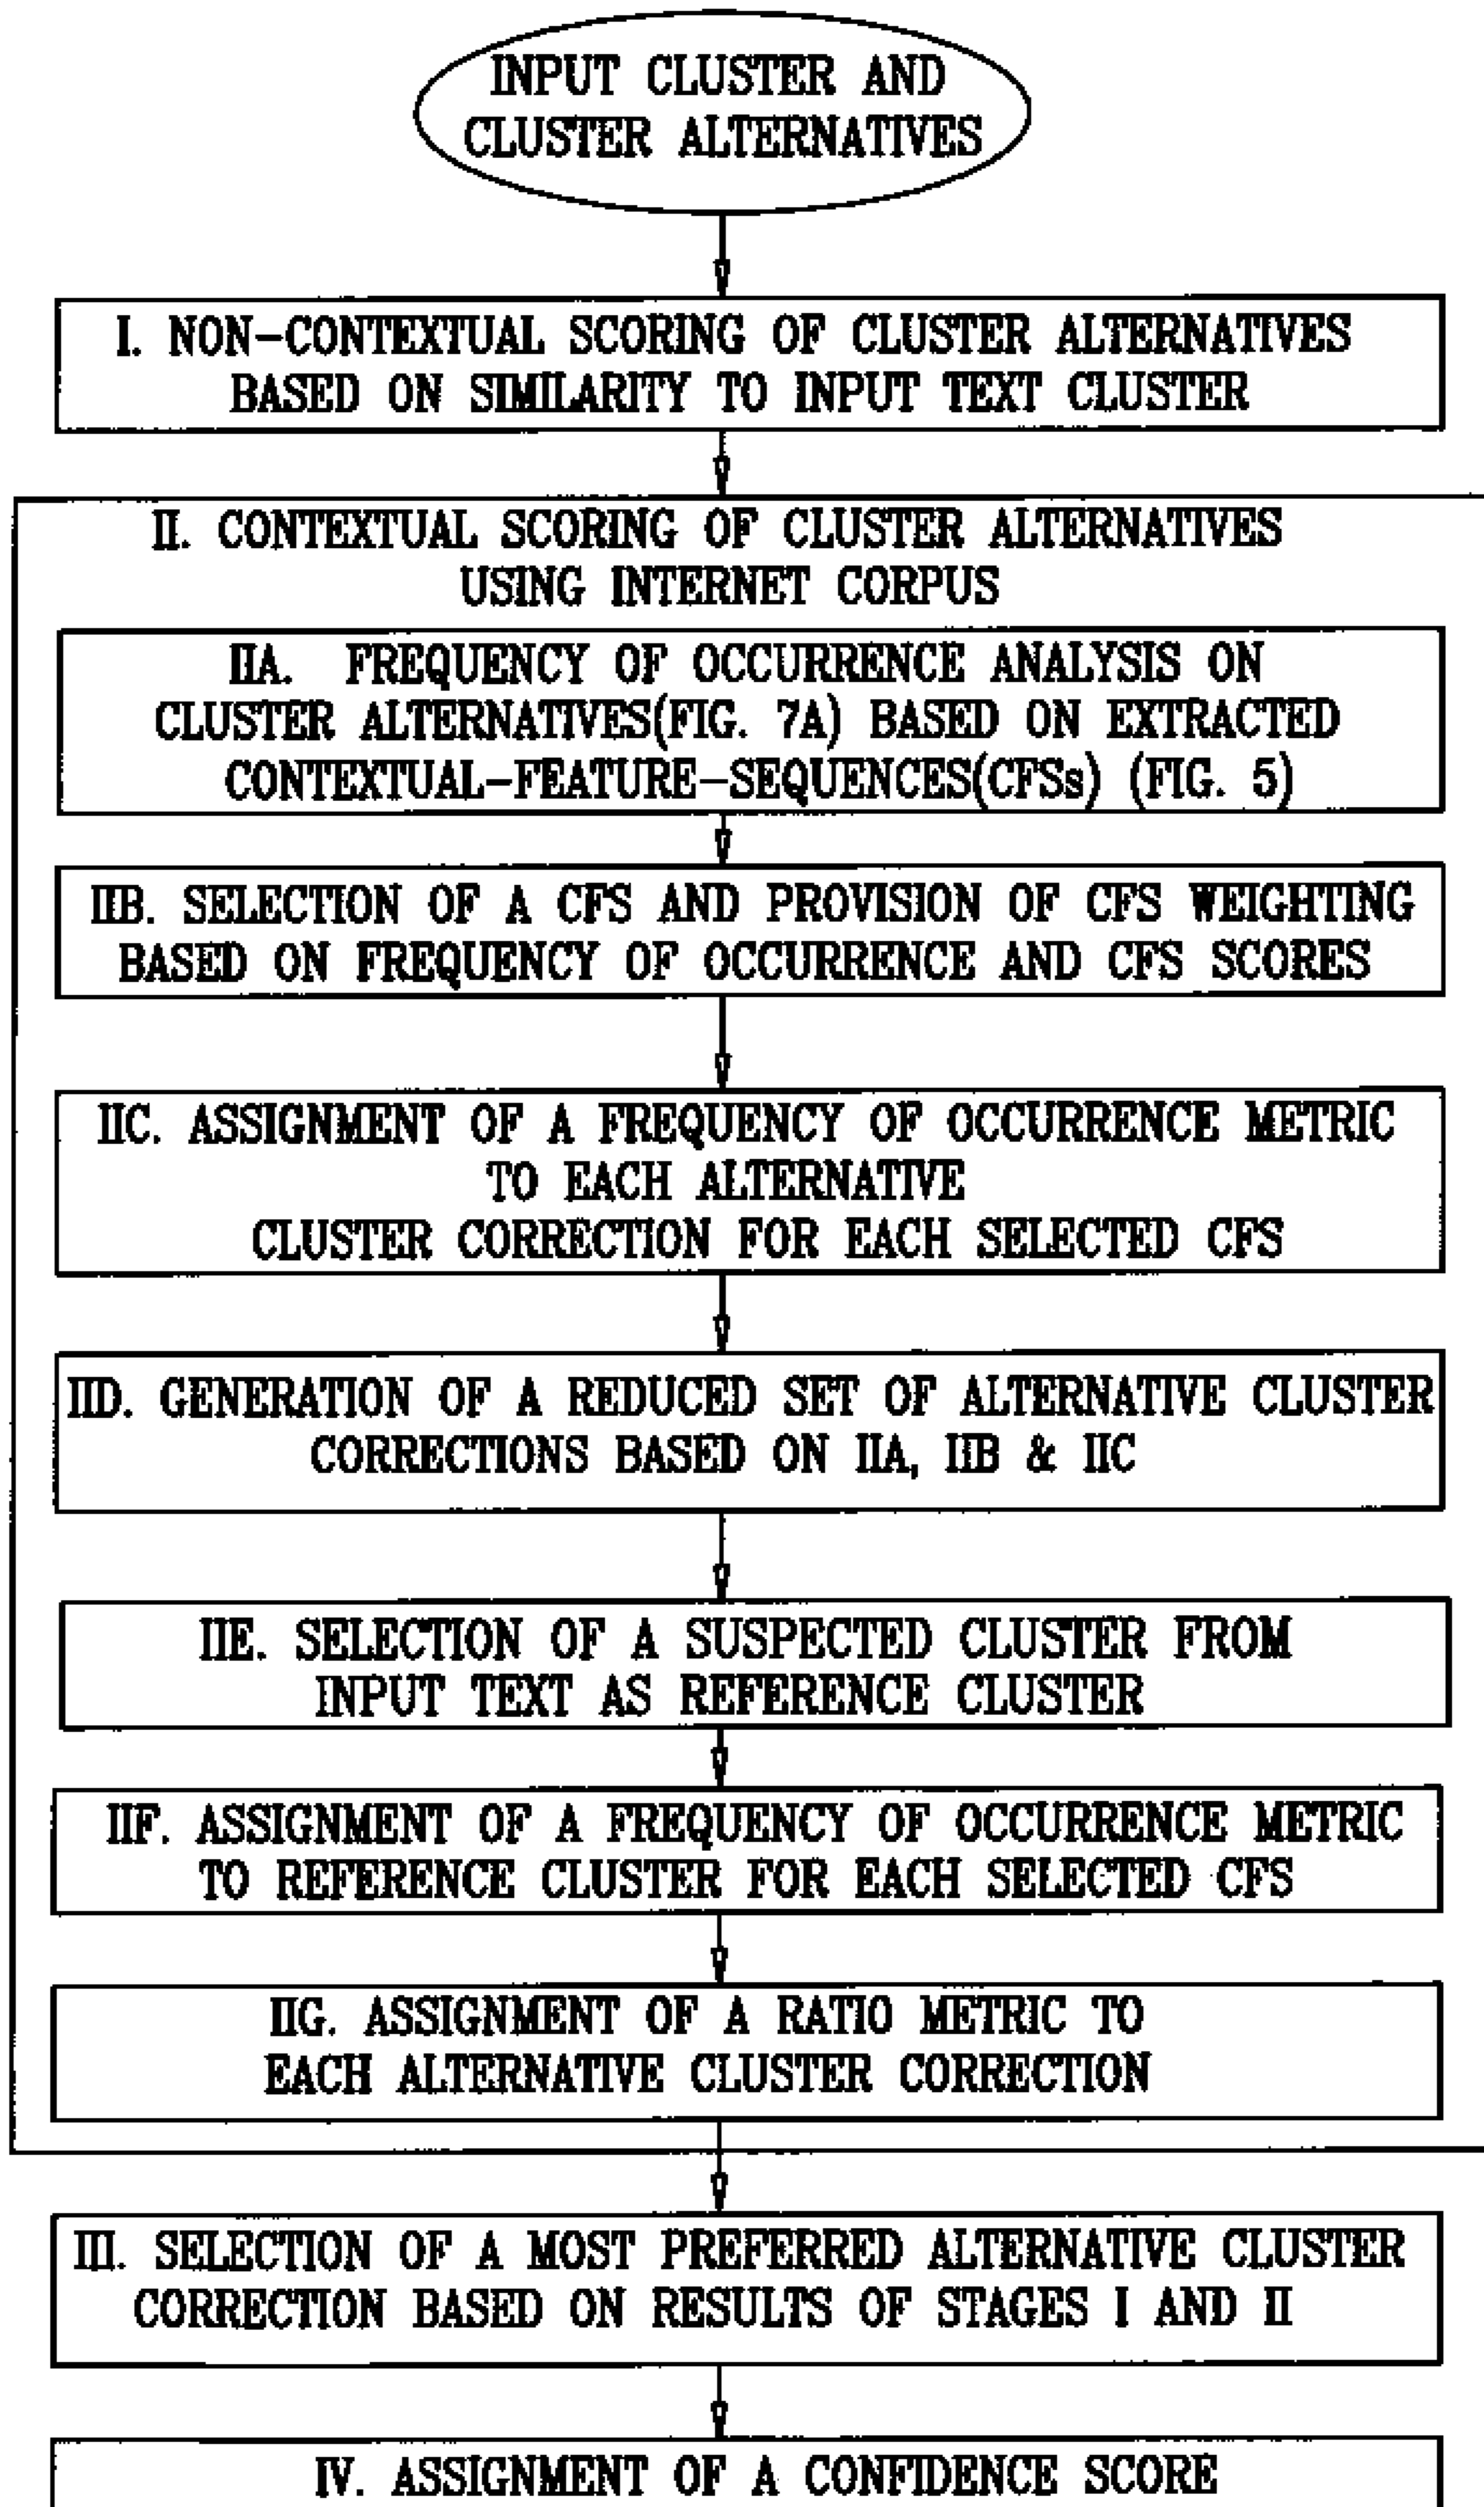 INPUT CLUSTER AND
CLUSTER ALTERNATIVES
I. NON-CONTEXTUAL SCORING OF CLUSTER ALTERNATIVES
BASED ON SIMILARITY TO INPUT TEXT CLUSTER
II. CONTEXTUAL SCORING OF CLUSTER ALTERNATIVES
USING INTERNET CORPUS
IIA. FREQUENCY OF OCCURRENCE ANALYSIS ON
CLUSTER ALTERNATIVES(FIG. 7A) BASED ON EXTRACTED
CONTEXTUAL-FEATURE-SEQUENCES(CFSs) (FIG. 5)
IIB. SELECTION OF A CFS AND PROVISION OF CFS WEIGHTING
BASED ON FREQUENCY OF OCCURRENCE AND CFS SCORES
IIC. ASSIGNMENT OF A FREQUENCY OF OCCURRENCE METRIC
TO EACH ALTERNATIVE
CLUSTER CORRECTION FOR EACH SELECTED CFS
IID. GENERATION OF A REDUCED SET OF ALTERNATIVE CLUSTER
CORRECTIONS BASED ON IIA, IIB & IIC
IIE. SELECTION OF A SUSPECTED CLUSTER FROM
INPUT TEXT AS REFERENCE CLUSTER
IIF. ASSIGNMENT OF A FREQUENCY OF OCCURRENCE METRIC
TO REFERENCE CLUSTER FOR EACH SELECTED CFS
IIG. ASSIGNMENT OF A RATIO METRIC TO
EACH ALTERNATIVE CLUSTER CORRECTION
III. SELECTION OF A MOST PREFERRED ALTERNATIVE CLUSTER
CORRECTION BASED ON RESULTS OF STAGES I AND II
IV. ASSIGNMENT OF A CONFIDENCE SCORE